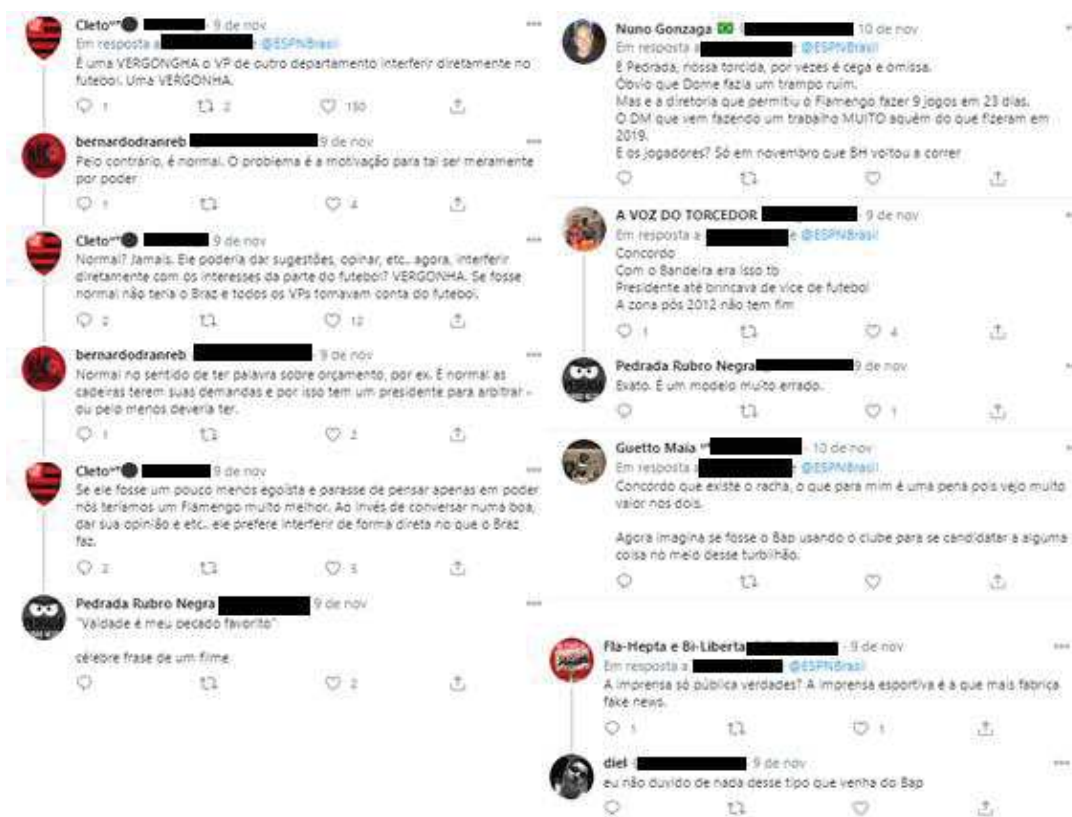 Cleto 9 de nov
Em resposta a @ESPNBrasil
É uma VERGONGHA o VP de outro departamento interferir diretamente no
futebol. Uma VERGONHA.
1 2 150
bernardodranreb 9 de nov
Pelo contrário, é normal. O problema é a motivação para tal ser meramente
por poder
1 4
Cleto 9 de nov
Normal? Jamais. Ele poderia dar sugestões, opinar, etc.. agora, interferir
diretamente com os interesses da parte do futebol? VERGONHA. Se fosse
normal não teria o Braz e todos os VPs tomavam conta do futebol.
2 12
bernardodranreb 9 de nov
Normal no sentido de ter palavra sobre orçamento, por ex. É normal as
cadeiras terem suas demandas e por isso tem um presidente para arbitrar -
ou pelo menos deveria ter.
1 2
Cleto 9 de nov
Se ele fosse um pouco menos egoísta e parasse de pensar apenas em poder
nós teríamos um Flamengo muito melhor. Ao invés de conversar numa boa,
dar sua opinião e etc.. ele prefere interferir de forma direta no que o Braz
faz.
2 5
Pedrada Rubro Negra 9 de nov
"Vaidade é meu pecado favorito"
célebre frase de um filme
2
Nuno Gonzaga 10 de nov
Em resposta a e @ESPNBrasil
É Pedrada, nossa torcida, por vezes é cega e omissa.
Óbvio que Dome fazia um trampo ruim.
Mas e a diretoria que permitiu o Flamengo fazer 9 jogos em 23 dias.
O DM que vem fazendo um trabalho MUITO aquém do que fizeram em
2019.
E os jogadores? Só em novembro que BH voltou a correr
A VOZ DO TORCEDOR 9 de nov
Em resposta a e @ESPNBrasil
Concordo
Com o Bandeira era isso tb
Presidente até brincava de vice de futebol
A zona pós 2012 não tem fim
1 4
Pedrada Rubro Negra 9 de nov
Exato. É um modelo muito errado.
1
Guetto Maia - 10 de nov
Em resposta a @ESPNBrasil
Concordo que existe o racha, o que para mim é uma pena pois vejo muito
valor nos dois.
Agora imagina se fosse o Bap usando o clube para se candidatar a alguma
coisa no meio desse turbilhão.
Fla-Hepta e Bi-Liberta - 9 de nov
Em resposta a @ESPNBrasil
A imprensa só pública verdades? A imprensa esportiva é a que mais fabrica
fake news.
1 1
diel 9 de nov
eu não duvido de nada desse tipo que venha do Bap